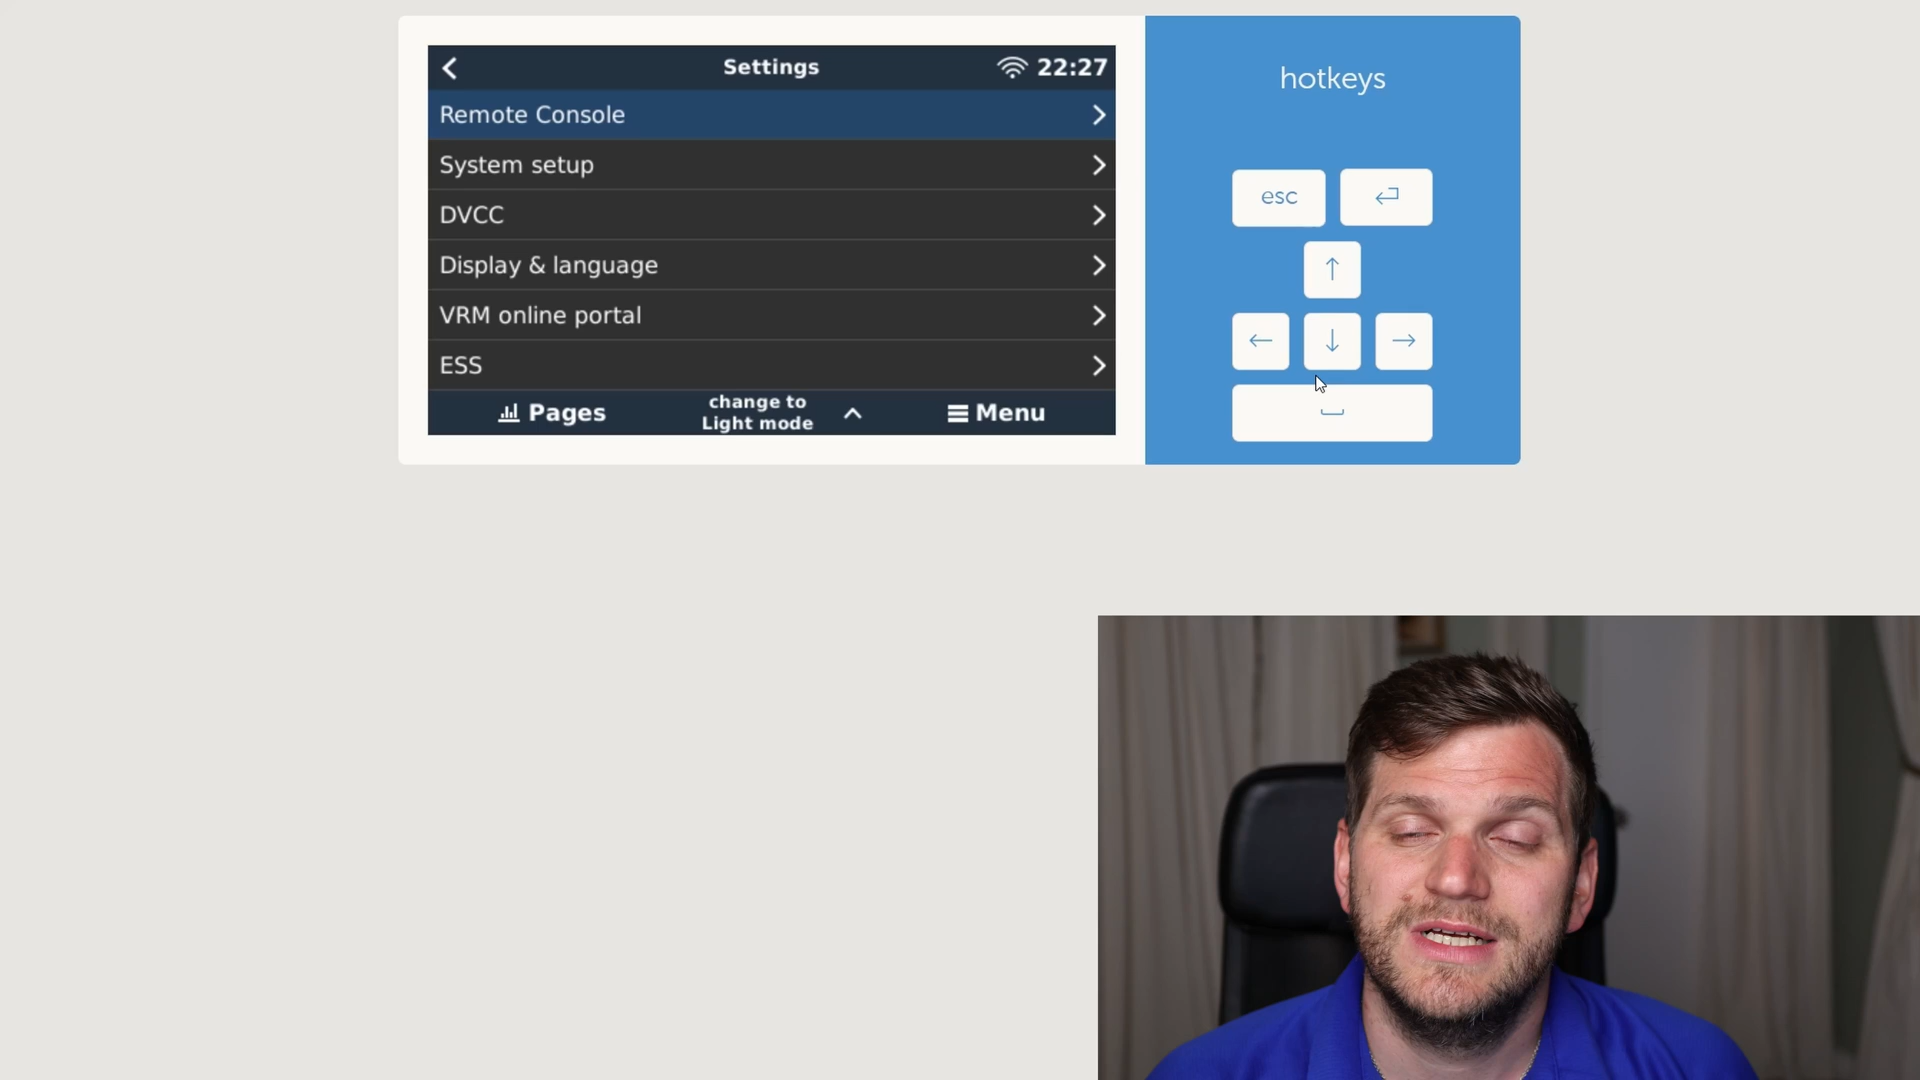 Settings
22:27
Remote Console
System setup
DVCC
Display & language
VRM online portal
ESS
Pages
change to
Light mode
Menu
hotkeys
esc